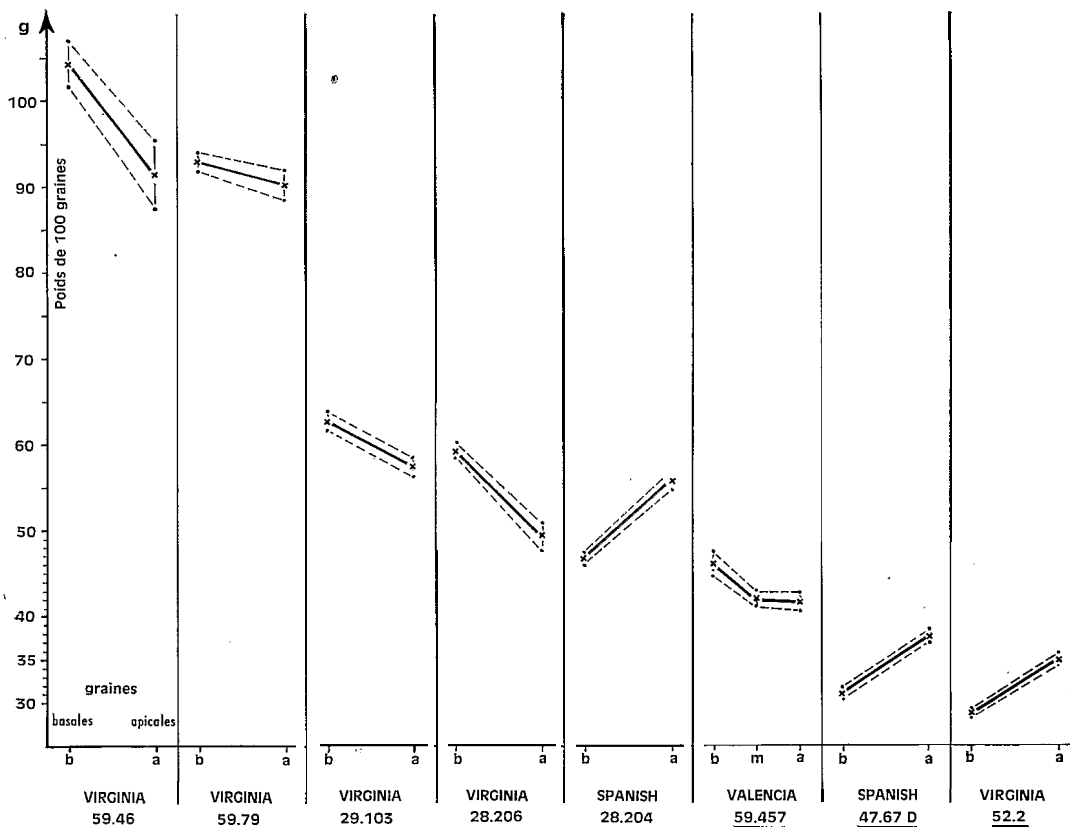 g
100
90
80
70
60
50
40
35
30
Poids de 100 graines
graines
basales apicales
b a b a b a b a b a b m a b a b a
VIRGINIA VIRGINIA VIRGINIA VIRGINIA SPANISH VALENCIA SPANISH VIRGINIA
59.46 59.79 29.103 28.206 28.204 59.457 47.67 D 52.2